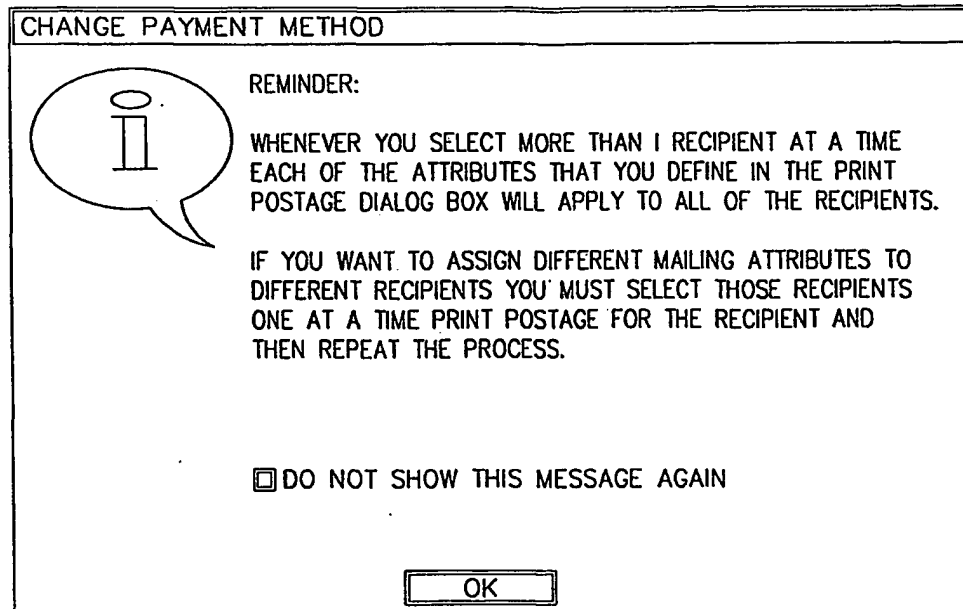 CHANGE PAYMENT METHOD
REMINDER:
WHENEVER YOU SELECT MORE THAN I RECIPIENT AT A TIME
EACH OF THE ATTRIBUTES THAT YOU DEFINE IN THE PRINT
POSTAGE DIALOG BOX WILL APPLY TO ALL OF THE RECIPIENTS.
IF YOU WANT TO ASSIGN DIFFERENT MAILING ATTRIBUTES TO
DIFFERENT RECIPIENTS YOU MUST SELECT THOSE RECIPIENTS
ONE AT A TIME PRINT POSTAGE FOR THE RECIPIENT AND
THEN REPEAT THE PROCESS.
DO NOT SHOW THIS MESSAGE AGAIN
OK